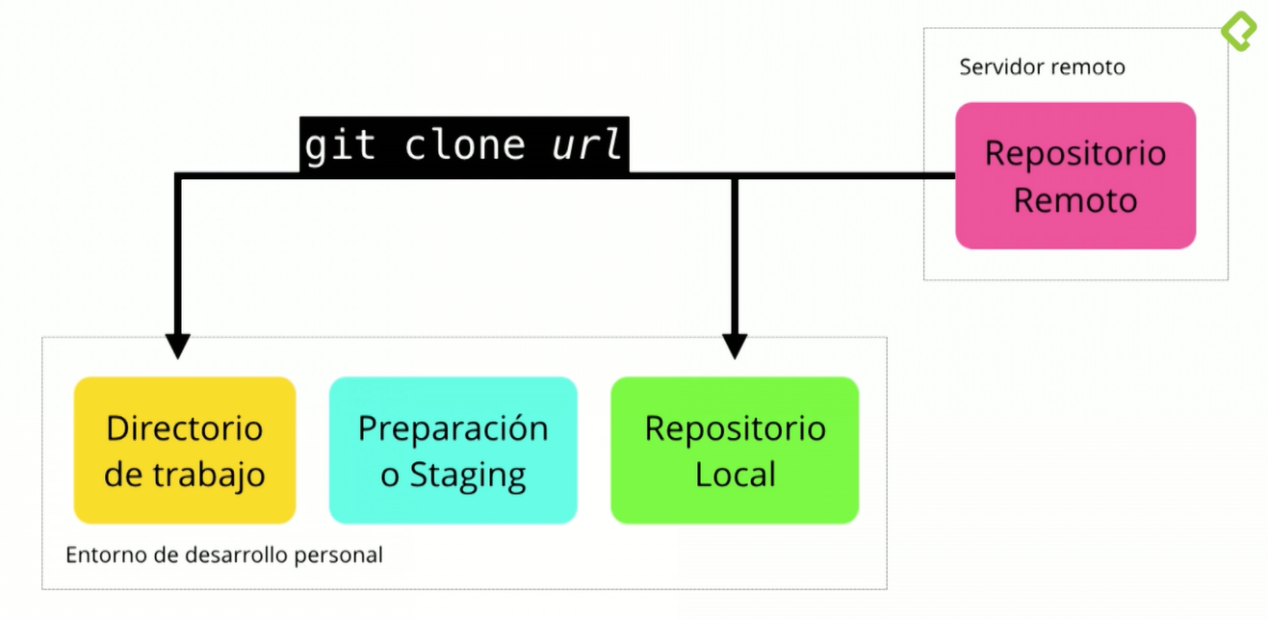 Servidor remoto
git clone url
Repositorio
Remoto
Directorio
de trabajo
Preparación
o Staging
Repositorio
Local
Entorno de desarrollo personal